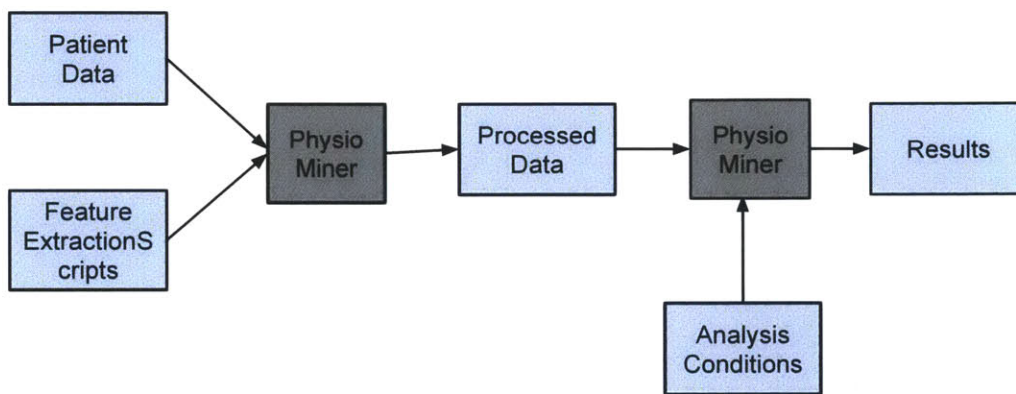 Patient
Data
Feature
ExtractionS
cripts
Physio
Miner
Processed
Data
Physio
Miner
Analysis
Conditions
Results